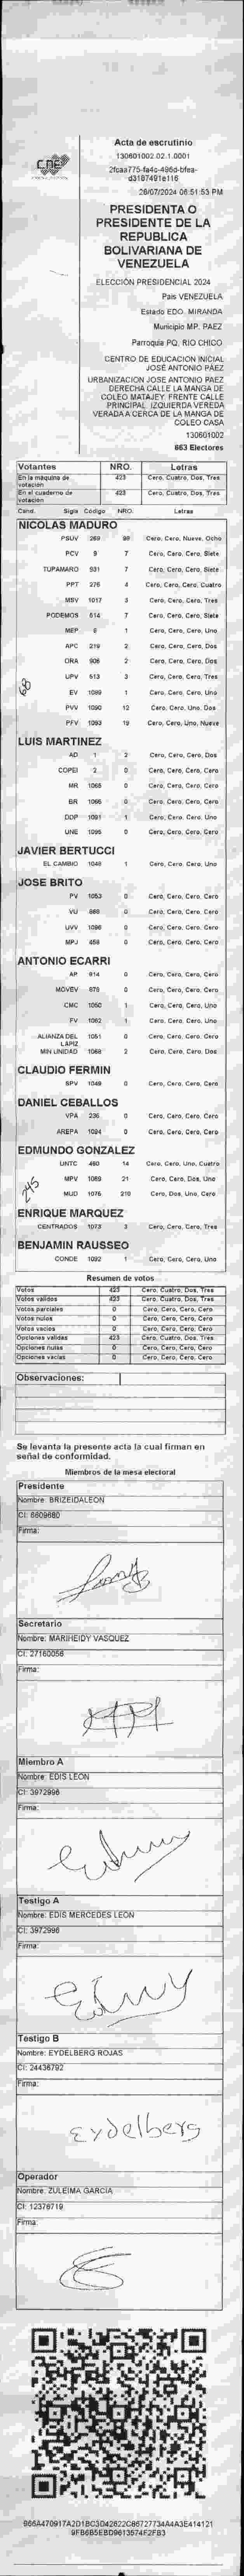 CNE
Acta de escrutinio
130601002.02.1.0001
2fcaa775-fa4c-496d-bfea-
d3187491e116
28/07/2024 06:51:53 PM
PRESIDENTA O
PRESIDENTE DE LA
REPUBLICA
BOLIVARIANA DE
VENEZUELA
ELECCIÓN PRESIDENCIAL 2024
Pais VENEZUELA
Estado EDO. MIRANDA
Municipio MP. PAEZ
Parroquia PQ. RIO CHICO
CENTRO DE EDUCACION INICIAL
JOSÉ ANTONIO PÁEZ
URBANIZACION JOSE ANTONIO PAEZ
DERECHA CALLE LA MANGA DE
COLEO MATAJEY. FRENTE CALLE
PRINCIPAL. IZQUIERDA VEREDA
VERADA A CERCA DE LA MANGA DE
COLEO CASA
130601002
663 Electores
Votantes NRO. Letras
En la máquina de votación 423 Cero, Cuatro, Dos, Tres
En el cuaderno de votación 423 Cero, Cuatro, Dos, Tres
Cand. Sigla Código NRO. Letras
NICOLAS MADURO
PSUV 269 98 Cero, Cero, Nueve, Ocho
PCV 9 7 Cero, Cero, Cero, Siete
TUPAMARO 931 7 Cero, Cero, Cero, Siete
PPT 276 4 Cero, Cero, Cero, Cuatro
MSV 1017 3 Cero, Cero, Cero, Tres
PODEMOS 514 7 Cero, Cero, Cero, Siete
MEP 6 1 Cero, Cero, Cero, Uno
APC 219 2 Cero, Cero, Cero, Dos
ORA 906 2 Cero, Cero, Cero, Dos
UPV 513 3 Cero, Cero, Cero, Tres
EV 1089 1 Cero, Cero, Cero, Uno
PVV 1090 12 Cero, Cero, Uno, Dos
PFV 1093 19 Cero, Cero, Uno, Nueve
LUIS MARTINEZ
AD 1 2 Cero, Cero, Cero, Dos
COPEI 2 0 Cero, Cero, Cero, Cero
MR 1065 0 Cero, Cero, Cero, Cero
BR 1066 0 Cero, Cero, Cero, Cero
DDP 1091 1 Cero, Cero, Cero, Uno
UNE 1095 0 Cero, Cero, Cero, Cero
JAVIER BERTUCCI
EL CAMBIO 1048 1 Cero, Cero, Cero, Uno
JOSE BRITO
PV 1053 0 Cero, Cero, Cero, Cero
VU 868 0 Cero, Cero, Cero, Cero
UVV 1096 0 Cero, Cero, Cero, Cero
MPJ 458 0 Cero, Cero, Cero, Cero
ANTONIO ECARRI
AP 914 0 Cero, Cero, Cero, Cero
MOVEV 878 0 Cero, Cero, Cero, Cero
CMC 1050 1 Cero, Cero, Cero, Uno
FV 1062 1 Cero, Cero, Cero, Uno
ALIANZA DEL LAPIZ 1051 0 Cero, Cero, Cero, Cero
MIN UNIDAD 1068 2 Cero, Cero, Cero, Dos
CLAUDIO FERMIN
SPV 1049 0 Cero, Cero, Cero, Cero
DANIEL CEBALLOS
VPA 236 0 Cero, Cero, Cero, Cero
AREPA 1094 0 Cero, Cero, Cero, Cero
EDMUNDO GONZALEZ
UNTC 460 14 Cero, Cero, Uno, Cuatro
MPV 1069 21 Cero, Cero, Dos, Uno
245
MUD 1076 210 Cero, Dos, Uno, Cero
ENRIQUE MARQUEZ
CENTRADOS 1073 3 Cero, Cero, Cero, Tres
BENJAMIN RAUSSEO
CONDE 1092 1 Cero, Cero, Cero, Uno
Resumen de votos
Votos 423 Cero, Cuatro, Dos, Tres
Votos validos 423 Cero, Cuatro, Dos, Tres
Votos parciales 0 Cero, Cero, Cero, Cero
Votos nulos 0 Cero, Cero, Cero, Cero
Votos vacios 0 Cero, Cero, Cero, Cero
Opciones validas 423 Cero, Cuatro, Dos, Tres
Opciones nulas 0 Cero, Cero, Cero, Cero
Opciones vacias 0 Cero, Cero, Cero, Cero
Observaciones:
Se levanta la presente acta la cual firman en
señal de conformidad.
Miembros de la mesa electoral
Presidente
Nombre: BRIZEIDALEON
CI: 6609680
Firma:
Secretario
Nombre: MARIHEIDY VASQUEZ
CI: 27160056
Firma:
Miembro A
Nombre: EDIS LEON
CI: 3972996
Firma:
Testigo A
Nombre: EDIS MERCEDES LEON
CI: 3972996
Firma:
Testigo B
Nombre: EYDELBERG ROJAS
CI: 24436792
Firma:
Eydelberg
Operador
Nombre: ZULEIMA GARCIA
CI: 12376719
Firma: